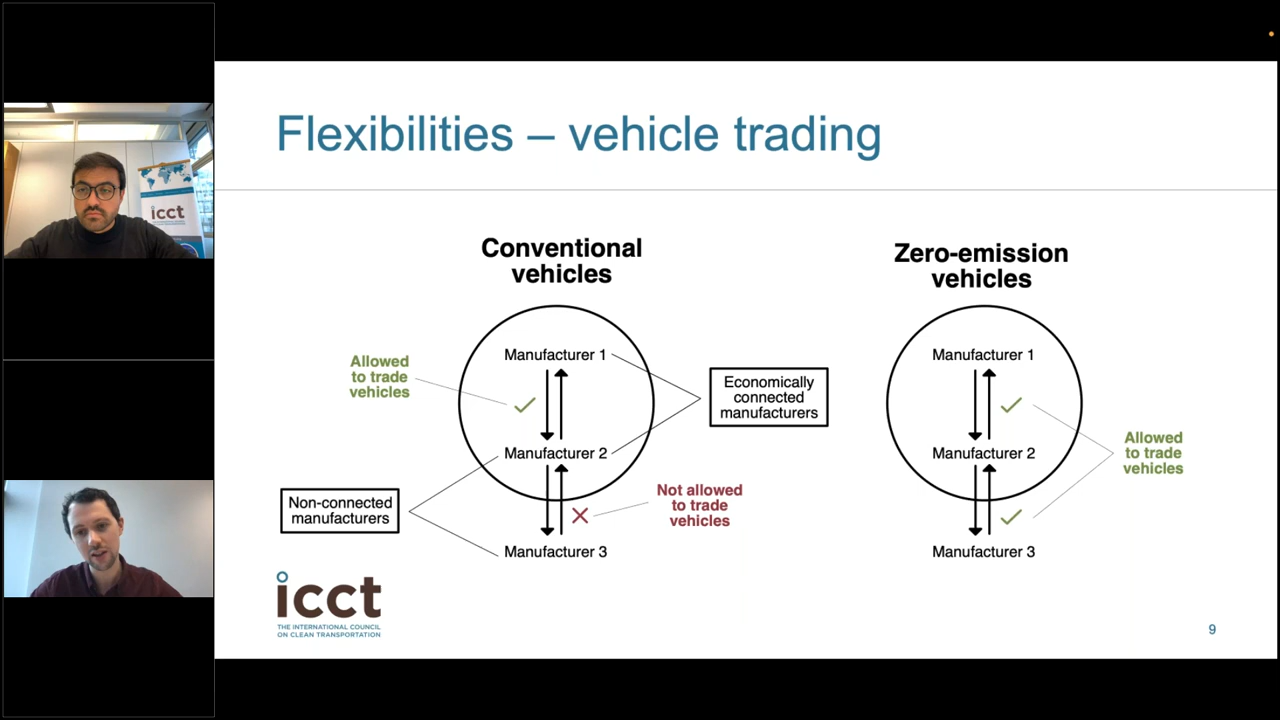 Flexibilities – vehicle trading
Conventional
vehicles
Zero-emission
vehicles
Manufacturer 1
Allowed
to trade
vehicles
Economically
connected
manufacturers
Manufacturer 2
Non-connected
manufacturers
Not allowed
to trade
vehicles
Manufacturer 3
Manufacturer 1
Manufacturer 2
Allowed
to trade
vehicles
Manufacturer 3
icct
THE INTERNATIONAL COUNCIL
ON CLEAN TRANSPORTATION
9
icct